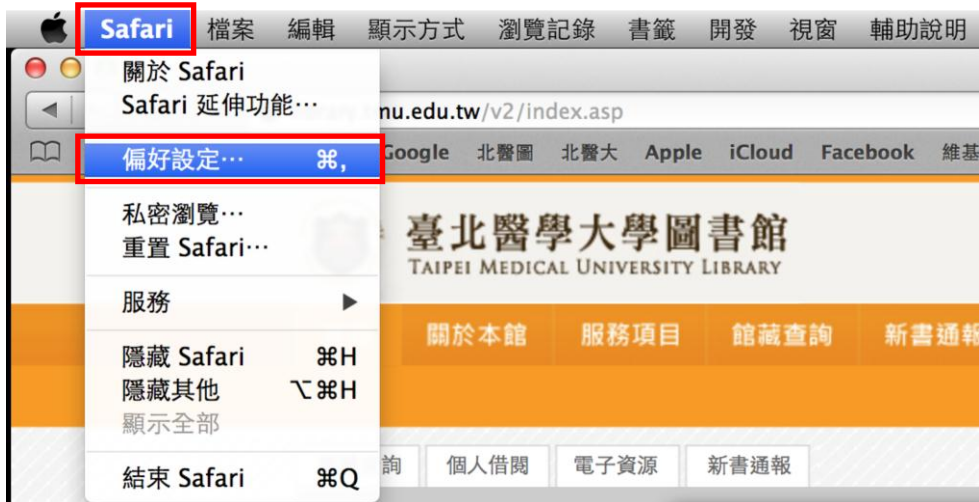 Safari 檔案 編輯 顯示方式 瀏覽記錄 書籤 開發 視窗 輔助說明
關於 Safari
Safari 延伸功能…
偏好設定… ⌘,
私密瀏覽…
重置 Safari…
服務 ▶
隱藏 Safari ⌘H
隱藏其他 ⌥⌘H
顯示全部
結束 Safari ⌘Q
mu.edu.tw/v2/index.asp
Google 北醫圖 北醫大 Apple iCloud Facebook 維基
臺北醫學大學圖書館
TAIPEI MEDICAL UNIVERSITY LIBRARY
關於本館 服務項目 館藏查詢 新書通報
詢 個人借閱 電子資源 新書通報